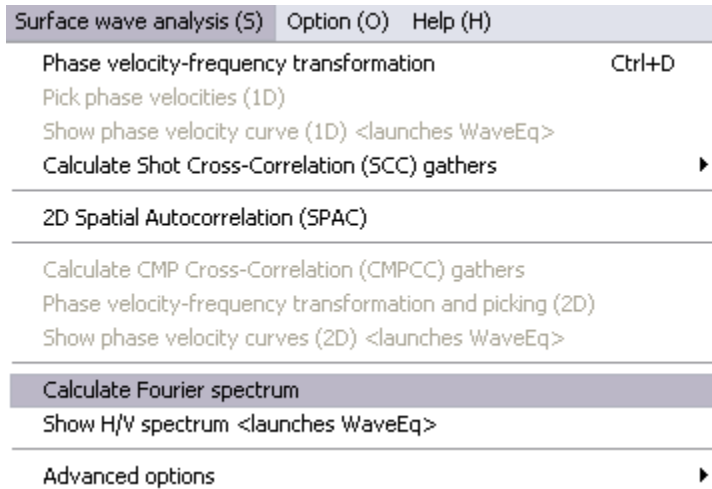 Surface wave analysis (S) Option (O) Help (H)
Phase velocity-frequency transformation Ctrl+D
Pick phase velocities (1D)
Show phase velocity curve (1D) <launches WaveEq>
Calculate Shot Cross-Correlation (SCC) gathers
2D Spatial Autocorrelation (SPAC)
Calculate CMP Cross-Correlation (CMPCC) gathers
Phase velocity-frequency transformation and picking (2D)
Show phase velocity curves (2D) <launches WaveEq>
Calculate Fourier spectrum
Show H/V spectrum <launches WaveEq>
Advanced options